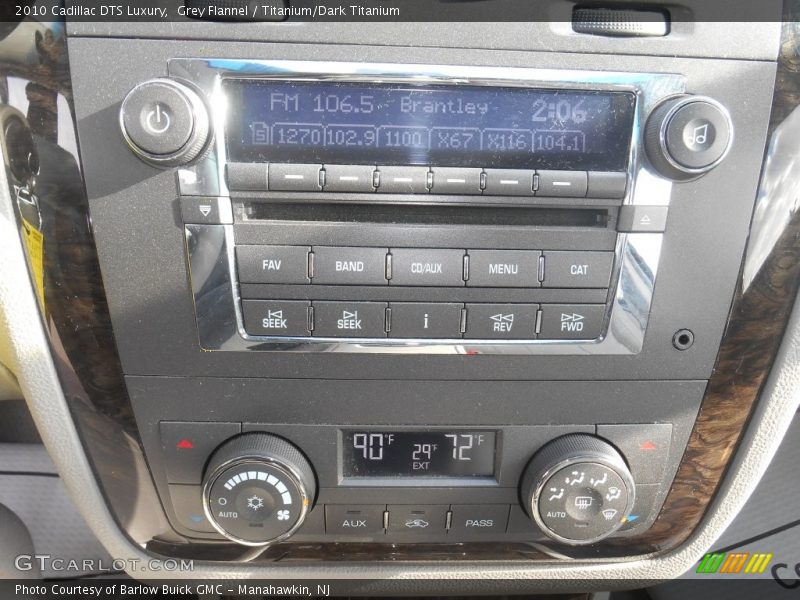 2010 Cadillac DTS Luxury,  Grey Flannel / Titanium/Dark Titanium
FM 106.5 Brantley 2:06
1270 102.9 1100 X67 X116 104.1
FAV BAND CD/AUX MENU CAT
SEEK SEEK i REV FWD
90°F 29°F 72°F
EXT
AUTO AUTO
AUX PASS
GTCarlot.com
Photo Courtesy of Barlow Buick GMC - Manahawkin, NJ